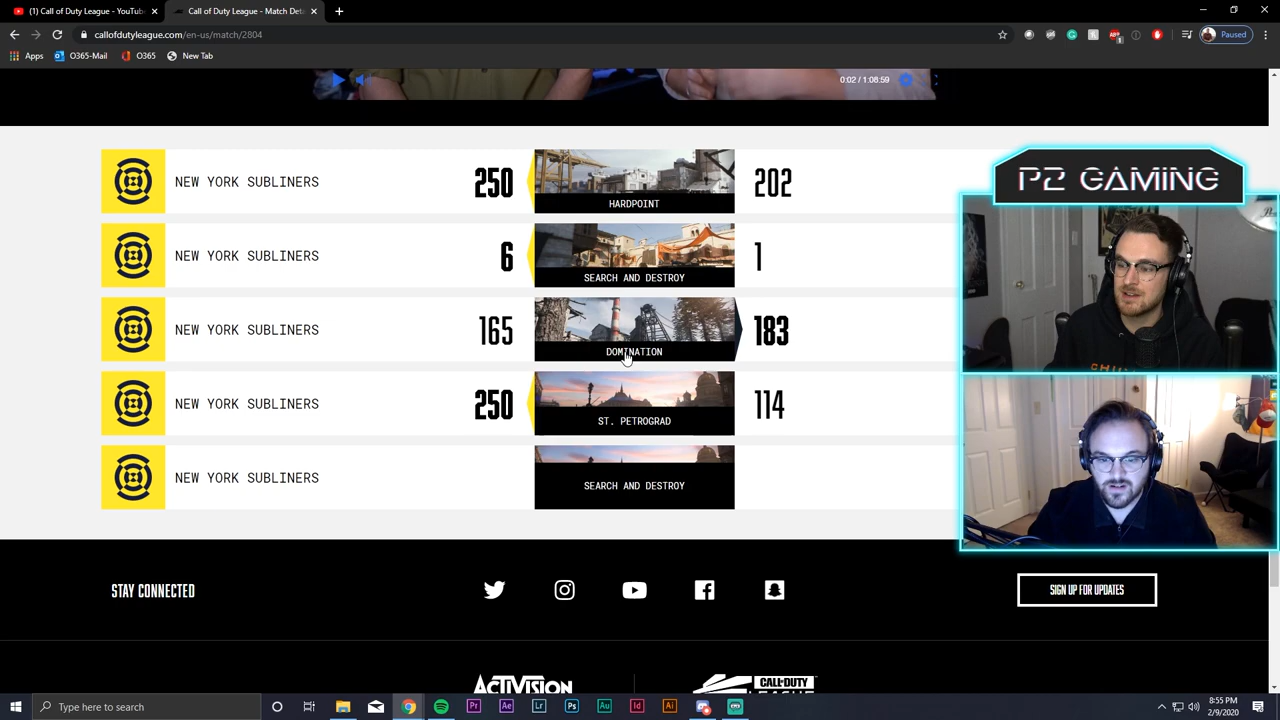 (1) Call of Duty League - YouTube
Call of Duty League - Match Det
callofdutyleague.com/en-us/match/2804
Paused
Apps
O365-Mail
O365
New Tab
0:02 / 1:08:59
NEW YORK SUBLINERS
250
HARDPOINT
202
NEW YORK SUBLINERS
6
SEARCH AND DESTROY
1
NEW YORK SUBLINERS
165
DOMINATION
183
NEW YORK SUBLINERS
250
ST. PETROGRAD
114
NEW YORK SUBLINERS
SEARCH AND DESTROY
PZ GAMING
STAY CONNECTED
SIGN UP FOR UPDATES
ACTIVISION
CALL OF DUTY
LEAGUE
Type here to search
8:55 PM
2/9/2020